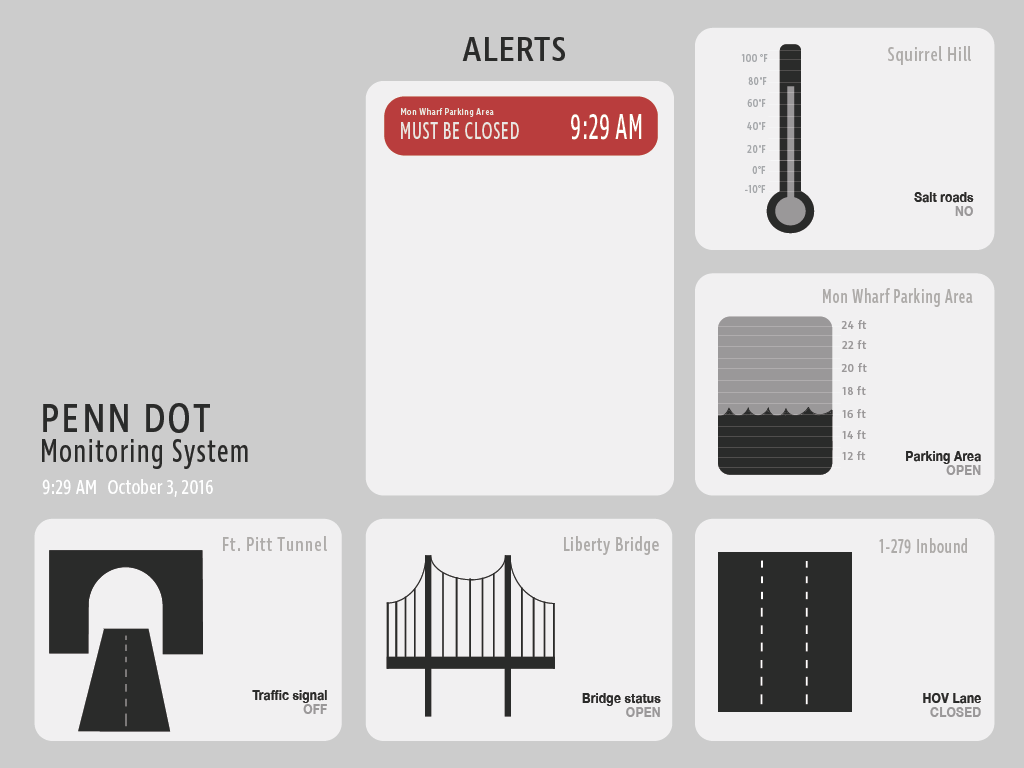 ALERTS
Mon Wharf Parking Area
MUST BE CLOSED
9:29 AM
Squirrel Hill
100 °F
80°F
60°F
40°F
20°F
0°F
-10°F
Salt roads
NO
Mon Wharf Parking Area
24 ft
22 ft
20 ft
18 ft
16 ft
14 ft
12 ft
Parking Area
OPEN
PENN DOT
Monitoring System
9:29 AM October 3, 2016
Ft. Pitt Tunnel
Traffic signal
OFF
Liberty Bridge
Bridge status
OPEN
1-279 Inbound
HOV Lane
CLOSED